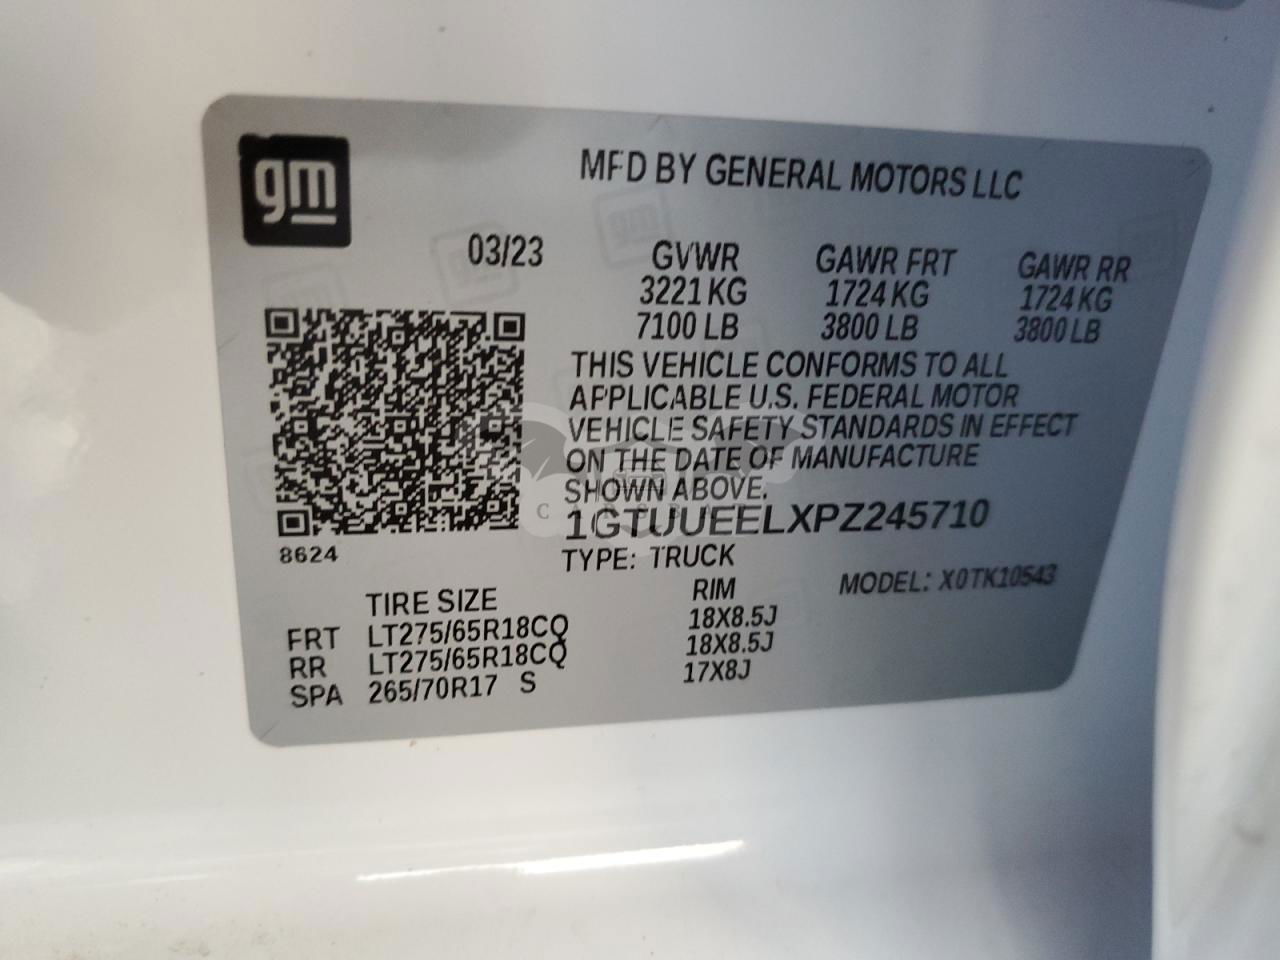 gm
MFD BY GENERAL MOTORS LLC
03/23 GVWR GAWR FRT GAWR RR
3221 KG 1724 KG 1724 KG
7100 LB 3800 LB 3800 LB
THIS VEHICLE CONFORMS TO ALL
APPLICABLE U.S. FEDERAL MOTOR
VEHICLE SAFETY STANDARDS IN EFFECT
ON THE DATE OF MANUFACTURE
SHOWN ABOVE.
1GTUUEELXPZ245710
8624
TYPE: TRUCK MODEL: X0TK10543
TIRE SIZE RIM
FRT LT275/65R18CQ 18X8.5J
RR LT275/65R18CQ 18X8.5J
SPA 265/70R17 S 17X8J